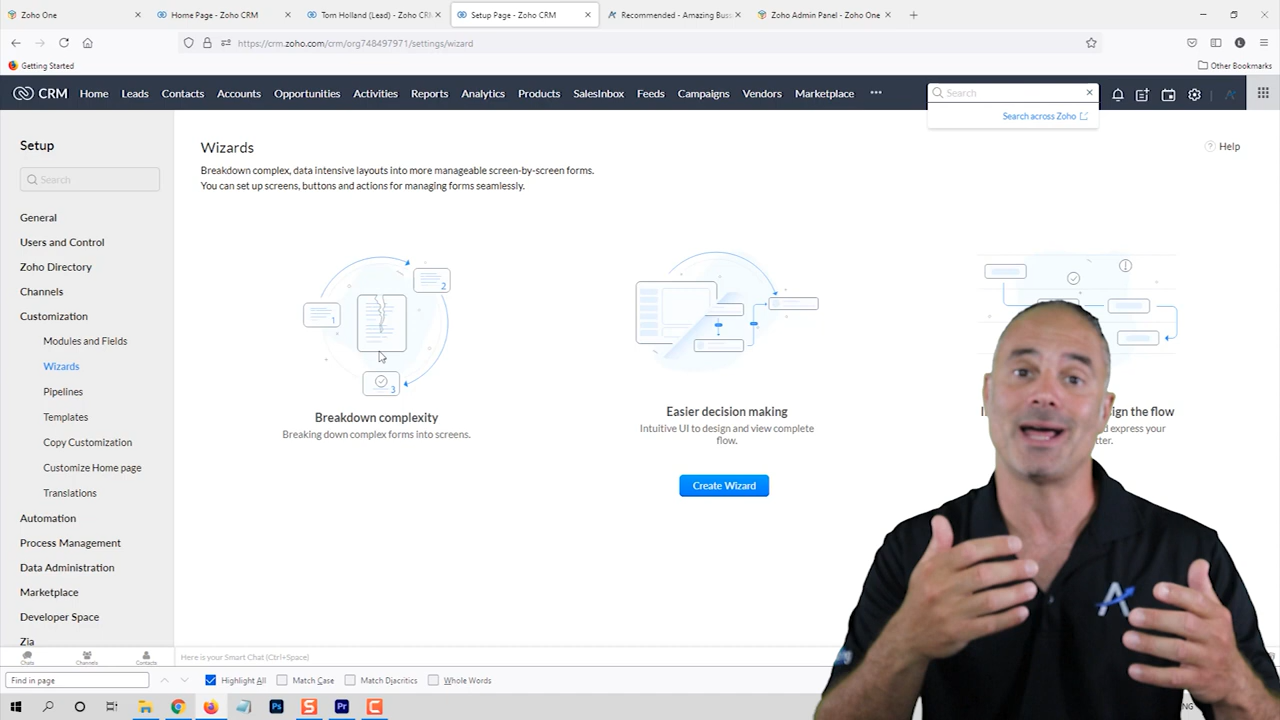 Zoho One
Home Page - Zoho CRM
Tom Holland (Lead) - Zoho CR
Setup Page - Zoho CRM
Recommended - Amazing Bus
Zoho Admin Panel - Zoho One
https://crm.zoho.com/crm/org748497971/settings/wizard
Getting Started
Other Bookmarks
CRM Home Leads Contacts Accounts Opportunities Activities Reports Analytics Products SalesInbox Feeds Campaigns Vendors Marketplace ...
Search
Search across Zoho
Setup
Search
General
Users and Control
Zoho Directory
Channels
Customization
Modules and Fields
Wizards
Pipelines
Templates
Copy Customization
Customize Home page
Translations
Automation
Process Management
Data Administration
Marketplace
Developer Space
Zia
Wizards
Help
Breakdown complex, data intensive layouts into more manageable screen-by-screen forms.
You can set up screens, buttons and actions for managing forms seamlessly.
1
2
3
Breakdown complexity
Breaking down complex forms into screens.
Easier decision making
Intuitive UI to design and view complete
flow.
Create Wizard
ign the flow
d express your
tter.
Chats
Channels
Contacts
Here is your Smart Chat (Ctrl+Space)
Find in page
Highlight All
Match Case
Match Diacritics
Whole Words